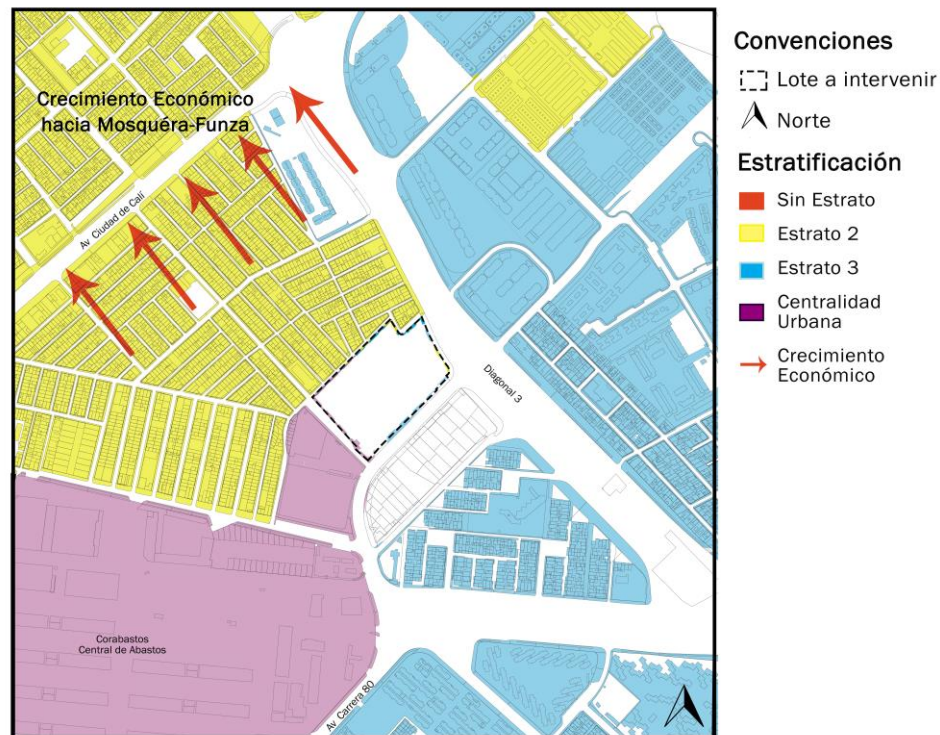 Crecimiento Económico
hacia Mosquéra-Funza
Av Ciudad de Cali
Diagonal 3
Corabastos
Central de Abastos
Av Carrera 80
Convenciones
Lote a intervenir
Norte
Estratificación
Sin Estrato
Estrato 2
Estrato 3
Centralidad
Urbana
Crecimiento
Económico